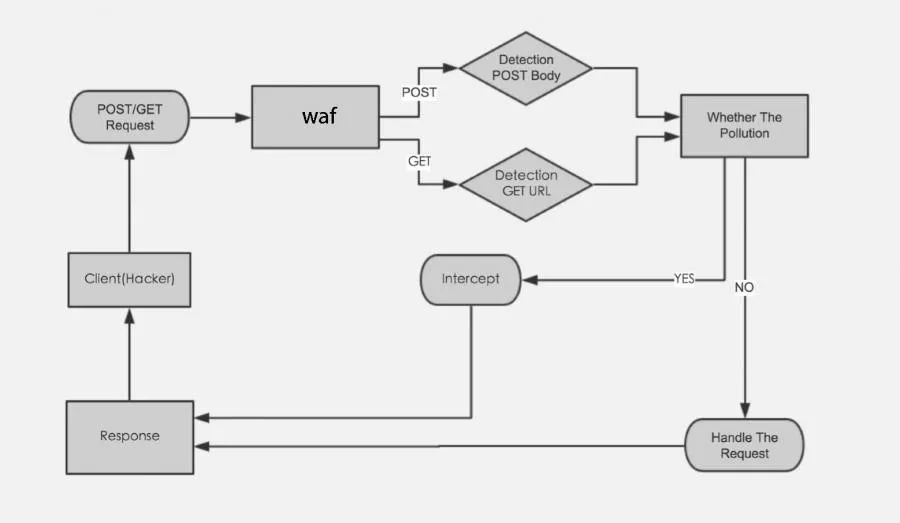 Detection
POST Body
POST
POST/GET
Request
waf
Whether The
Pollution
GET
Detection
GET URL
Client(Hacker)
Intercept
YES
NO
Response
Handle The
Request